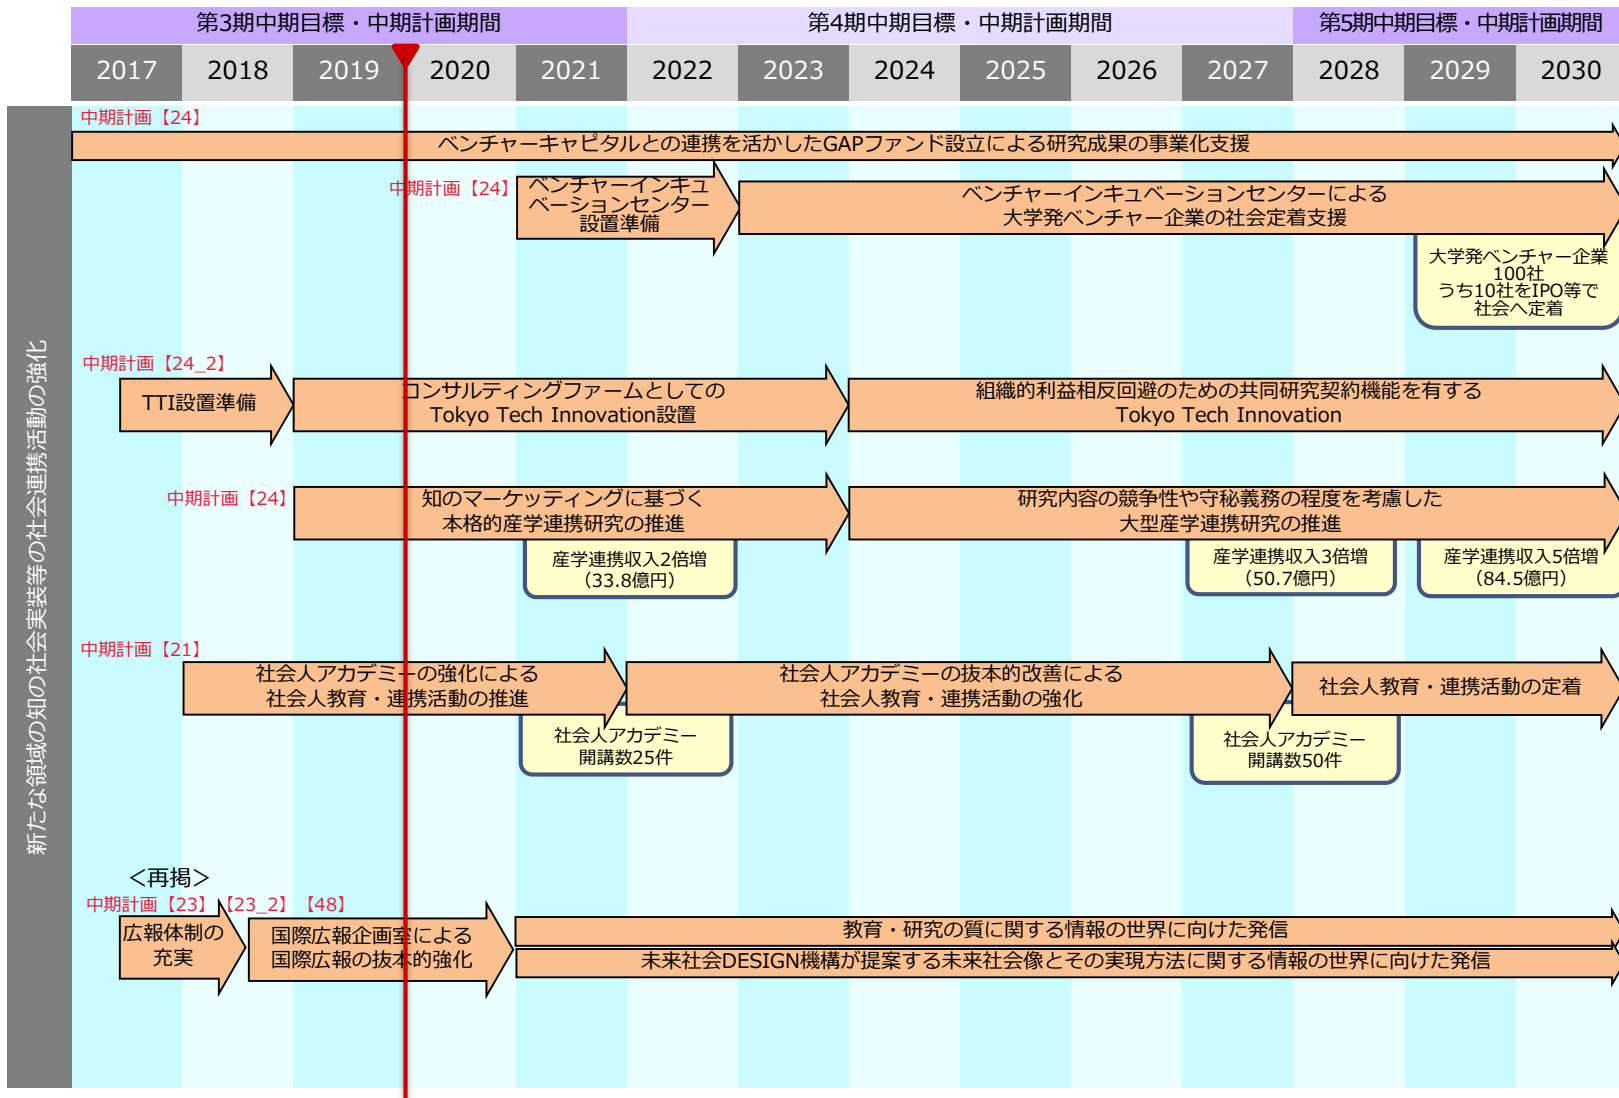 第3期中期目標・中期計画期間
第4期中期目標・中期計画期間
第5期中期目標・中期計画期間
2017
2018
2019
2020
2021
2022
2023
2024
2025
2026
2027
2028
2029
2030
新たな領域の知の社会実装等の社会連携活動の強化
中期計画【24】
ベンチャーキャピタルとの連携を活かしたGAPファンド設立による研究成果の事業化支援
中期計画【24】
ベンチャーインキュ
ベーションセンター
設置準備
ベンチャーインキュベーションセンターによる
大学発ベンチャー企業の社会定着支援
大学発ベンチャー企業
100社
うち10社をIPO等で
社会へ定着
中期計画【24_2】
TTI設置準備
コンサルティングファームとしての
Tokyo Tech Innovation設置
組織的利益相反回避のための共同研究契約機能を有する
Tokyo Tech Innovation
中期計画【24】
知のマーケッティングに基づく
本格的産学連携研究の推進
研究内容の競争性や守秘義務の程度を考慮した
大型産学連携研究の推進
産学連携収入2倍増
（33.8億円）
産学連携収入3倍増
（50.7億円）
産学連携収入5倍増
（84.5億円）
中期計画【21】
社会人アカデミーの強化による
社会人教育・連携活動の推進
社会人アカデミーの抜本的改善による
社会人教育・連携活動の強化
社会人教育・連携活動の定着
社会人アカデミー
開講数25件
社会人アカデミー
開講数50件
＜再掲＞
中期計画【23】【23_2】【48】
広報体制の
充実
国際広報企画室による
国際広報の抜本的強化
教育・研究の質に関する情報の世界に向けた発信
未来社会DESIGN機構が提案する未来社会像とその実現方法に関する情報の世界に向けた発信